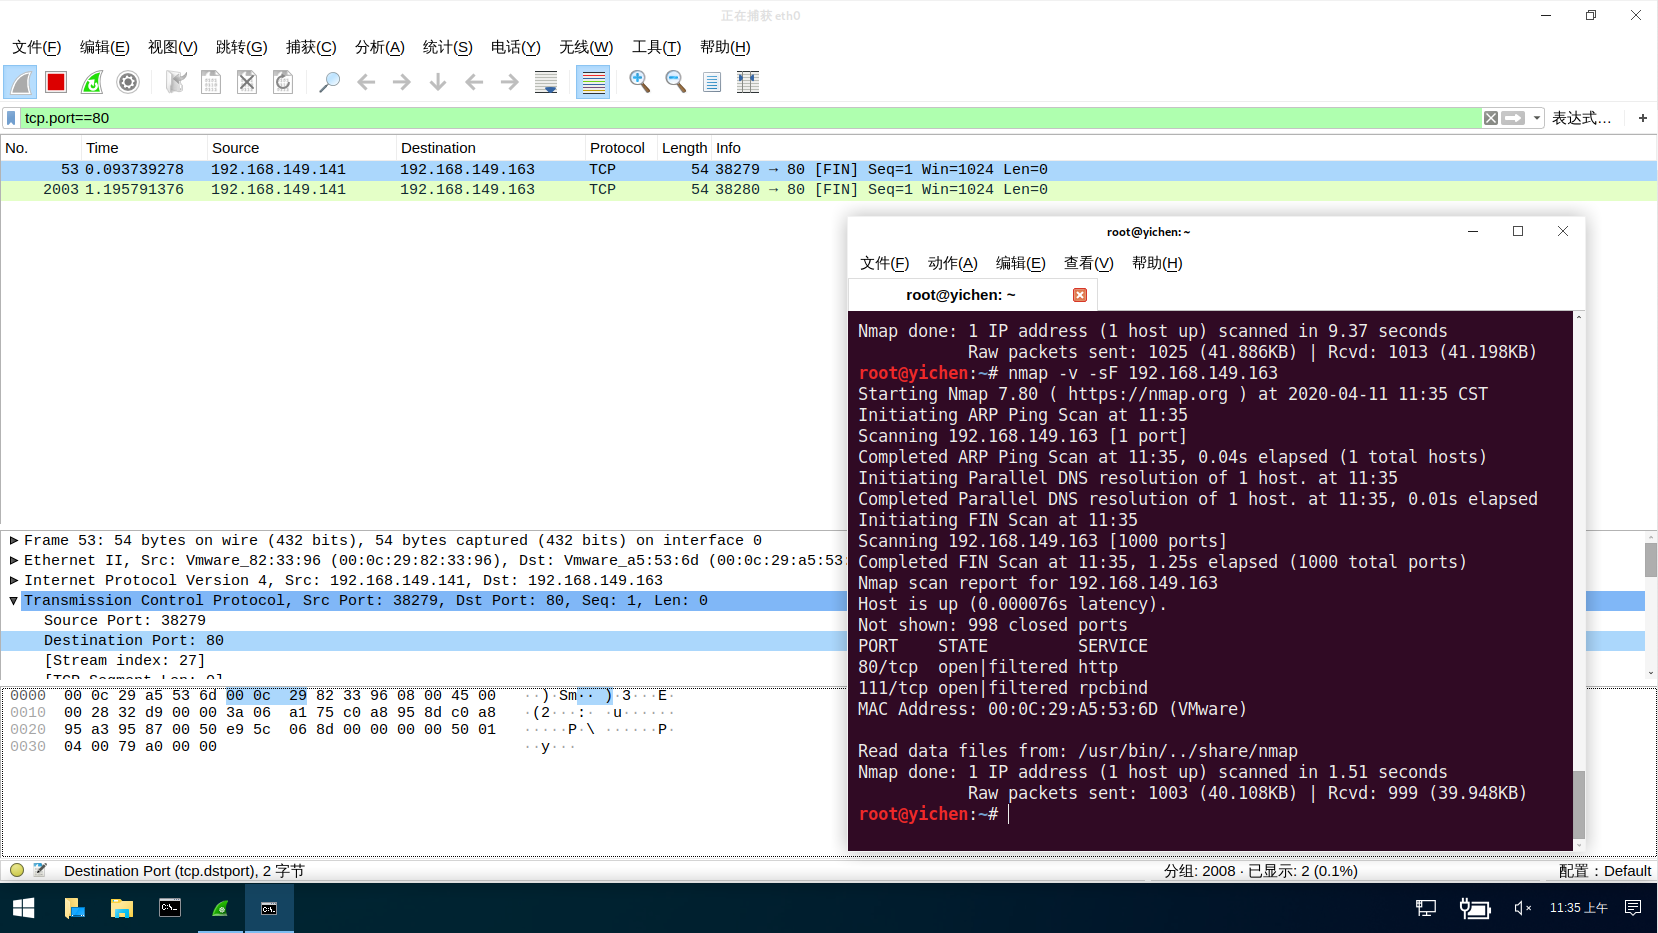 正在捕获 eth0
文件(F) 编辑(E) 视图(V) 跳转(G) 捕获(C) 分析(A) 统计(S) 电话(Y) 无线(W) 工具(T) 帮助(H)
tcp.port==80 表达式… +
No. Time Source Destination Protocol Length Info
53 0.093739278 192.168.149.141 192.168.149.163 TCP 54 38279 → 80 [FIN] Seq=1 Win=1024 Len=0
2003 1.195791376 192.168.149.141 192.168.149.163 TCP 54 38280 → 80 [FIN] Seq=1 Win=1024 Len=0
root@yichen: ~
文件(F) 动作(A) 编辑(E) 查看(V) 帮助(H)
root@yichen: ~
Nmap done: 1 IP address (1 host up) scanned in 9.37 seconds
Raw packets sent: 1025 (41.886KB) | Rcvd: 1013 (41.198KB)
root@yichen:~# nmap -v -sF 192.168.149.163
Starting Nmap 7.80 ( https://nmap.org ) at 2020-04-11 11:35 CST
Initiating ARP Ping Scan at 11:35
Scanning 192.168.149.163 [1 port]
Completed ARP Ping Scan at 11:35, 0.04s elapsed (1 total hosts)
Initiating Parallel DNS resolution of 1 host. at 11:35
Completed Parallel DNS resolution of 1 host. at 11:35, 0.01s elapsed
Initiating FIN Scan at 11:35
Scanning 192.168.149.163 [1000 ports]
Completed FIN Scan at 11:35, 1.25s elapsed (1000 total ports)
Nmap scan report for 192.168.149.163
Host is up (0.000076s latency).
Not shown: 998 closed ports
PORT STATE SERVICE
80/tcp open|filtered http
111/tcp open|filtered rpcbind
MAC Address: 00:0C:29:A5:53:6D (VMware)
Read data files from: /usr/bin/../share/nmap
Nmap done: 1 IP address (1 host up) scanned in 1.51 seconds
Raw packets sent: 1003 (40.108KB) | Rcvd: 999 (39.948KB)
root@yichen:~#
Frame 53: 54 bytes on wire (432 bits), 54 bytes captured (432 bits) on interface 0
Ethernet II, Src: Vmware_82:33:96 (00:0c:29:82:33:96), Dst: Vmware_a5:53:6d (00:0c:29:a5:53:
Internet Protocol Version 4, Src: 192.168.149.141, Dst: 192.168.149.163
Transmission Control Protocol, Src Port: 38279, Dst Port: 80, Seq: 1, Len: 0
Source Port: 38279
Destination Port: 80
[Stream index: 27]
[TCP Segment Len: 0]
0000 00 0c 29 a5 53 6d 00 0c 29 82 33 96 08 00 45 00 ··)·Sm·· )·3···E·
0010 00 28 32 d9 00 00 3a 06 a1 75 c0 a8 95 8d c0 a8 ·(2···:· ·u······
0020 95 a3 95 87 00 50 e9 5c 06 8d 00 00 00 00 50 01 ·····P·\ ······P·
0030 04 00 79 a0 00 00 ··y···
Destination Port (tcp.dstport), 2 字节 分组: 2008 · 已显示: 2 (0.1%) 配置：Default
11:35 上午